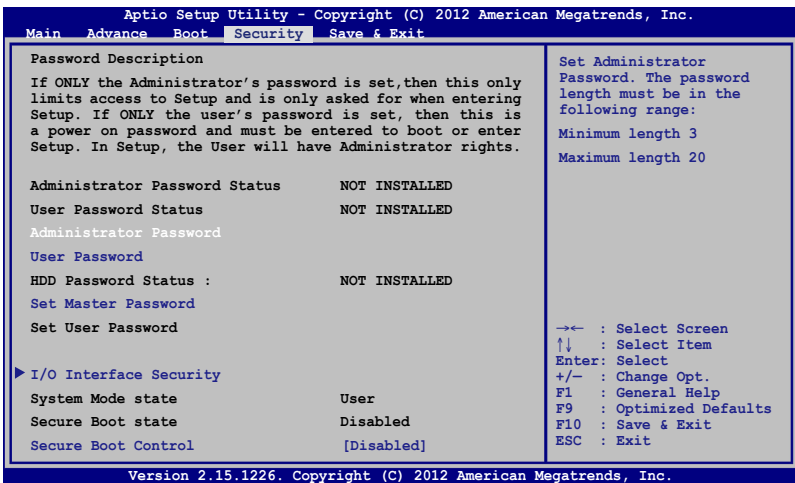 Aptio Setup Utility - Copyright (C) 2012 American Megatrends, Inc.
Main Advance Boot Security Save & Exit
Password Description
If ONLY the Administrator's password is set,then this only
limits access to Setup and is only asked for when entering
Setup. If ONLY the user's password is set, then this is
a power on password and must be entered to boot or enter
Setup. In Setup, the User will have Administrator rights.
Administrator Password Status NOT INSTALLED
User Password Status NOT INSTALLED
Administrator Password
User Password
HDD Password Status : NOT INSTALLED
Set Master Password
Set User Password
I/O Interface Security
System Mode state User
Secure Boot state Disabled
Secure Boot Control [Disabled]
Set Administrator
Password. The password
length must be in the
following range:
Minimum length 3
Maximum length 20
→← : Select Screen
↑↓ : Select Item
Enter: Select
+/— : Change Opt.
F1 : General Help
F9 : Optimized Defaults
F10 : Save & Exit
ESC : Exit
Version 2.15.1226. Copyright (C) 2012 American Megatrends, Inc.